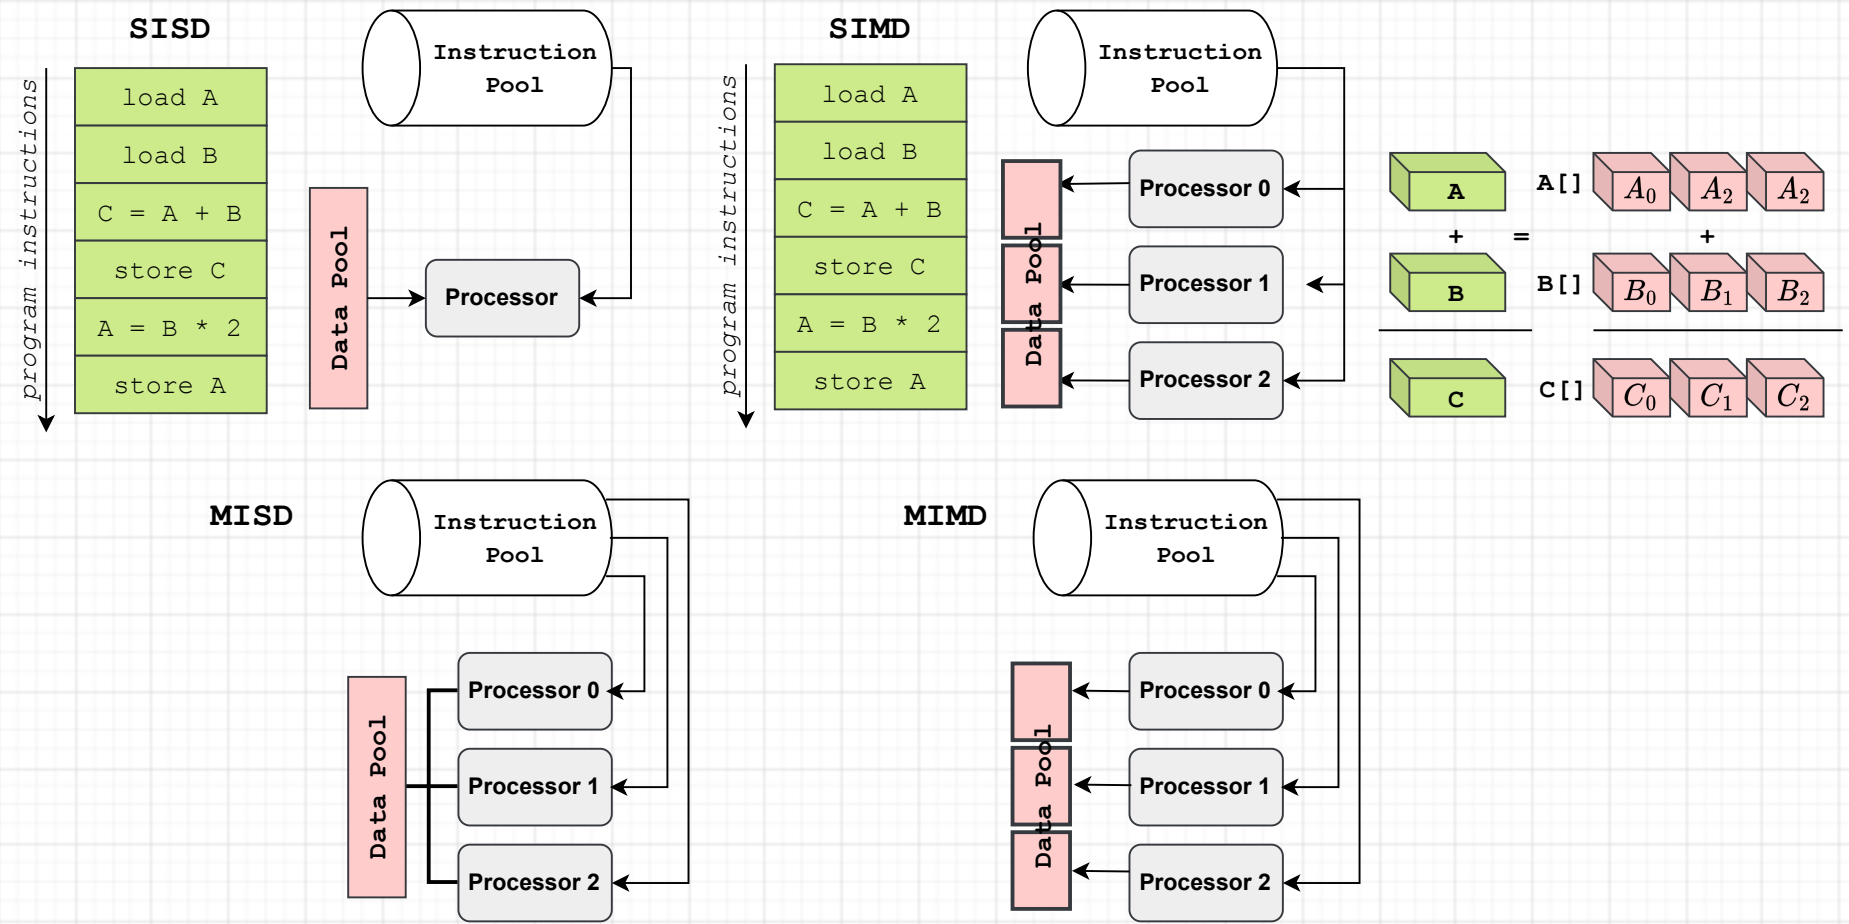 SISD
program instructions
load A
load B
C = A + B
store C
A = B * 2
store A
Instruction
Pool
Data Pool
Processor
SIMD
program instructions
load A
load B
C = A + B
store C
A = B * 2
store A
Instruction
Pool
Data Pool
Processor 0
Processor 1
Processor 2
A
+
B
C
=
A[] A0 A2 A2
+
B[] B0 B1 B2
C[] C0 C1 C2
MISD
Instruction
Pool
Data Pool
Processor 0
Processor 1
Processor 2
MIMD
Instruction
Pool
Data Pool
Processor 0
Processor 1
Processor 2